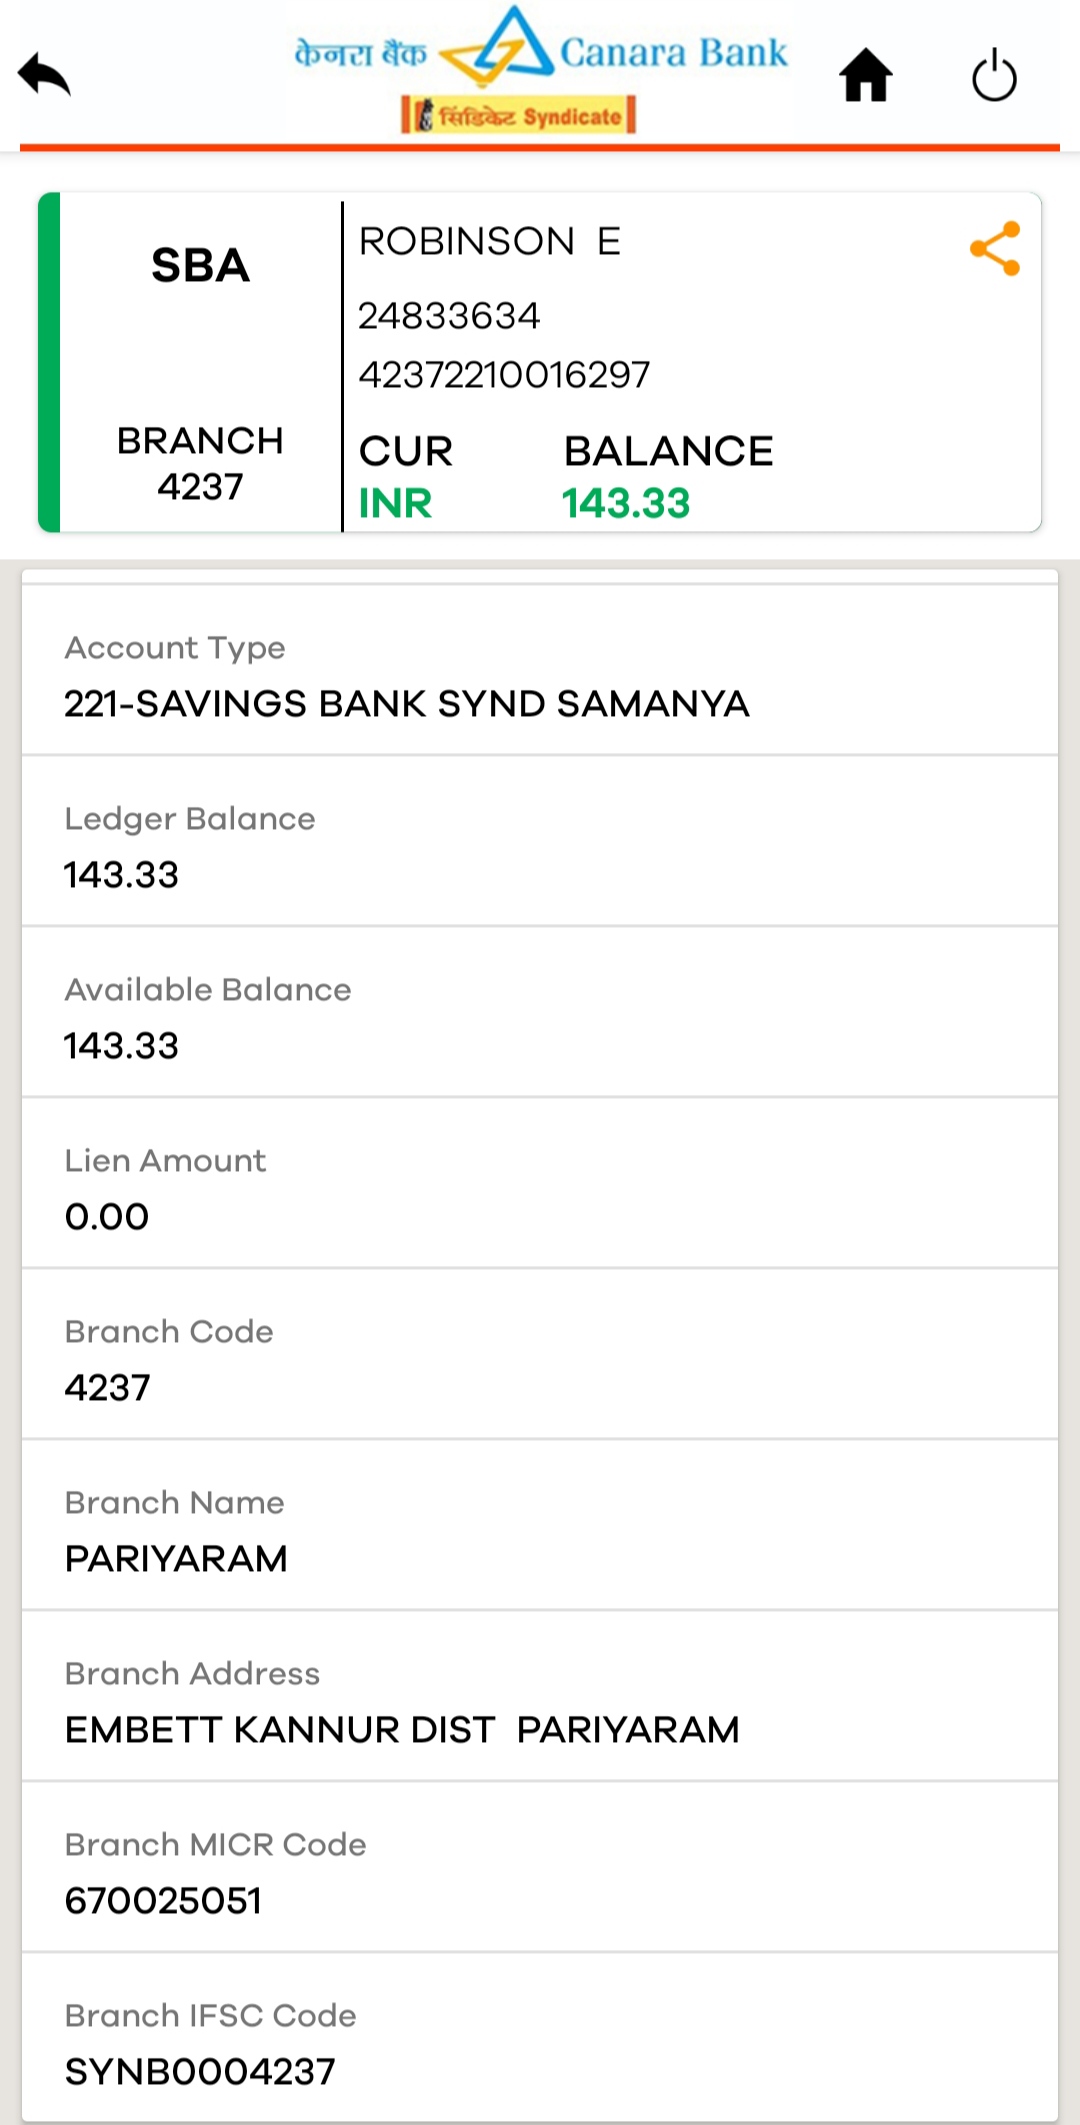 केनरा बैंक Canara Bank
सिंडिकेट Syndicate
SBA
BRANCH
4237
ROBINSON E
24833634
42372210016297
CUR BALANCE
INR 143.33
Account Type
221-SAVINGS BANK SYND SAMANYA
Ledger Balance
143.33
Available Balance
143.33
Lien Amount
0.00
Branch Code
4237
Branch Name
PARIYARAM
Branch Address
EMBETT KANNUR DIST PARIYARAM
Branch MICR Code
670025051
Branch IFSC Code
SYNB0004237